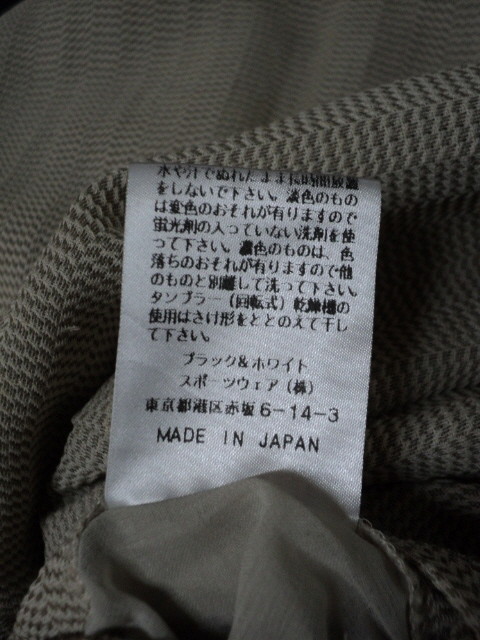 水や汗でぬれたまま長時間放置
をしないで下さい。淡色のもの
は変色のおそれが有りますので
蛍光剤の入っていない洗剤を使
って下さい。濃色のものは、色
落ちのおそれが有りますので他
のものと別離して洗って下さい。
タンブラー(回転式)乾燥機の
使用はさけ形をととのえて干し
て下さい。
ブラック&ホワイト
スポーツウェア(株)
東京都港区赤坂6-14-3
MADE IN JAPAN